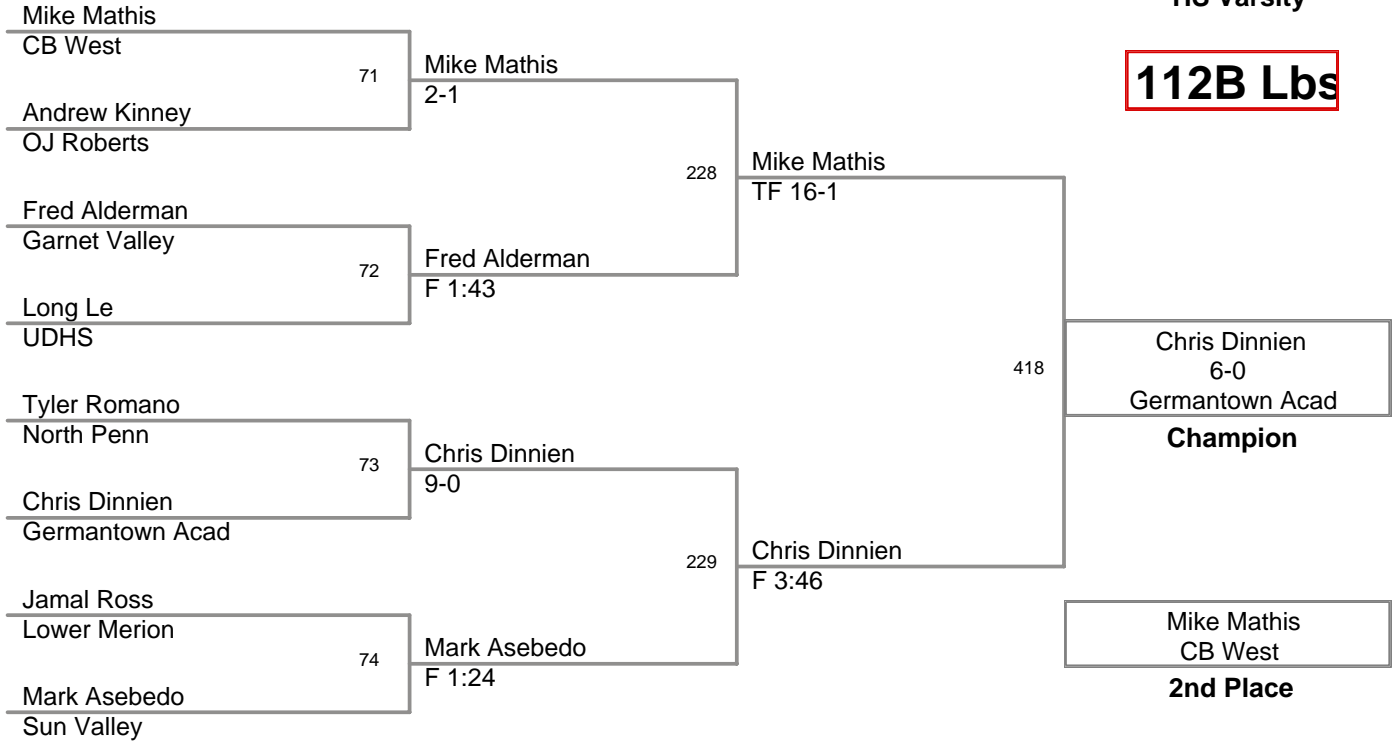 HS Varsity
112B Lbs
Mike Mathis
CB West
71
Andrew Kinney
OJ Roberts
Mike Mathis
2-1
Fred Alderman
Garnet Valley
72
Long Le
UDHS
Fred Alderman
F 1:43
228
Mike Mathis
TF 16-1
Tyler Romano
North Penn
73
Chris Dinnien
Germantown Acad
Chris Dinnien
9-0
Jamal Ross
Lower Merion
74
Mark Asebedo
Sun Valley
Mark Asebedo
F 1:24
229
Chris Dinnien
F 3:46
418
Chris Dinnien
6-0
Germantown Acad
Champion
Mike Mathis
CB West
2nd Place